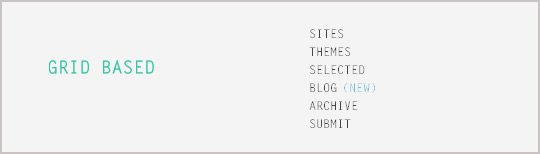 GRID BASED
SITES
THEMES
SELECTED
BLOG (NEW)
ARCHIVE
SUBMIT